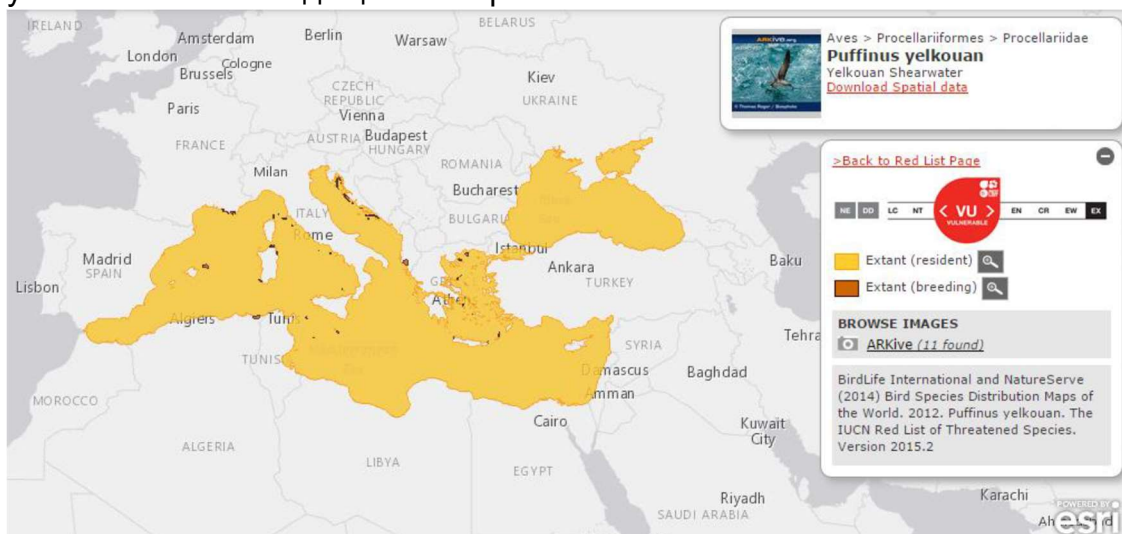 IRELAND
BELARUS
Amsterdam
Berlin
Warsaw
London
Cologne
Brussels
Kiev
CZECH
REPUBLIC
UKRAINE
Paris
Vienna
FRANCE
AUSTRIA
Budapest
HUNGARY
Milan
ROMANIA
Bucharest
ITALY
Rome
BULGARI
Istanbul
Madrid
SPAIN
Ankara
Baku
Lisbon
TURKEY
Athens
Algiers
Tunis
Tehra
TUNISI
SYRIA
Damascus
Baghdad
Amman
MOROCCO
Cairo
Kuwait
City
ALGERIA
LIBYA
EGYPT
Riyadh
SAUDI ARABIA
Karachi
ARKive.org
Aves > Procellariiformes > Procellariidae
Puffinus yelkouan
Yelkouan Shearwater
Download Spatial data
>Back to Red List Page
NE DD LC NT < VU > EN CR EW EX
VULNERABLE
Extant (resident)
Extant (breeding)
BROWSE IMAGES
ARKive (11 found)
BirdLife International and NatureServe
(2014) Bird Species Distribution Maps of
the World. 2012. Puffinus yelkouan. The
IUCN Red List of Threatened Species.
Version 2015.2
POWERED BY
esri